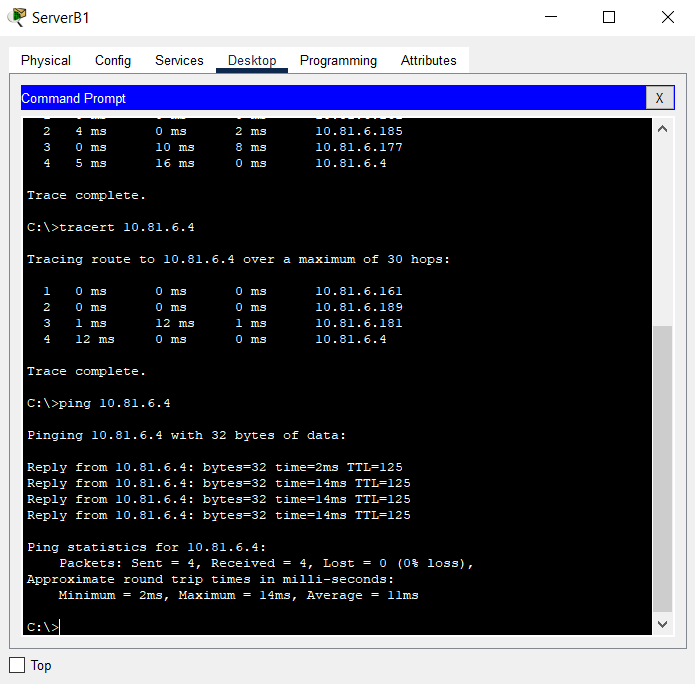 ServerB1
Physical Config Services Desktop Programming Attributes
Command Prompt X
2 4 ms 0 ms 2 ms 10.81.6.185
3 0 ms 10 ms 8 ms 10.81.6.177
4 5 ms 16 ms 0 ms 10.81.6.4
Trace complete.
C:\>tracert 10.81.6.4
Tracing route to 10.81.6.4 over a maximum of 30 hops:
1 0 ms 0 ms 0 ms 10.81.6.161
2 0 ms 0 ms 0 ms 10.81.6.189
3 1 ms 12 ms 1 ms 10.81.6.181
4 12 ms 0 ms 0 ms 10.81.6.4
Trace complete.
C:\>ping 10.81.6.4
Pinging 10.81.6.4 with 32 bytes of data:
Reply from 10.81.6.4: bytes=32 time=2ms TTL=125
Reply from 10.81.6.4: bytes=32 time=14ms TTL=125
Reply from 10.81.6.4: bytes=32 time=14ms TTL=125
Reply from 10.81.6.4: bytes=32 time=14ms TTL=125
Ping statistics for 10.81.6.4:
Packets: Sent = 4, Received = 4, Lost = 0 (0% loss),
Approximate round trip times in milli-seconds:
Minimum = 2ms, Maximum = 14ms, Average = 11ms
C:\>
Top